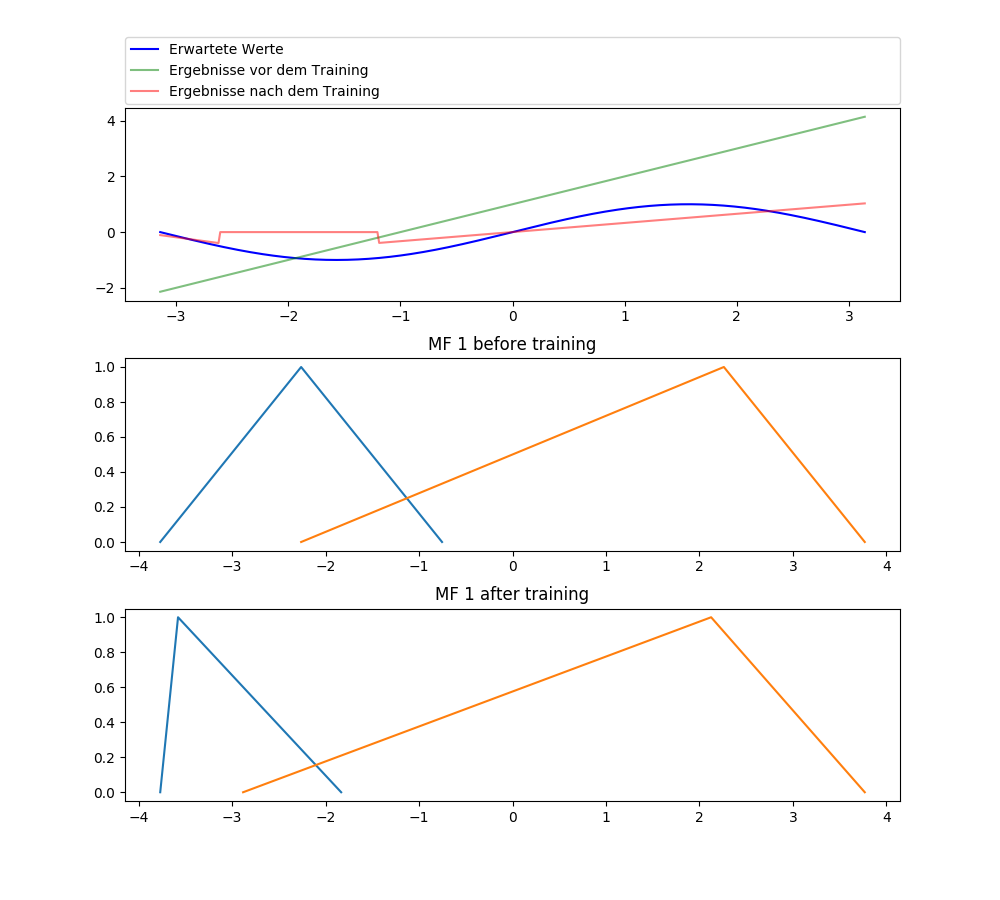 Erwartete Werte
Ergebnisse vor dem Training
Ergebnisse nach dem Training
4
2
0
−2
−3 −2 −1 0 1 2 3
MF 1 before training
1.0
0.8
0.6
0.4
0.2
0.0
−4 −3 −2 −1 0 1 2 3 4
MF 1 after training
1.0
0.8
0.6
0.4
0.2
0.0
−4 −3 −2 −1 0 1 2 3 4